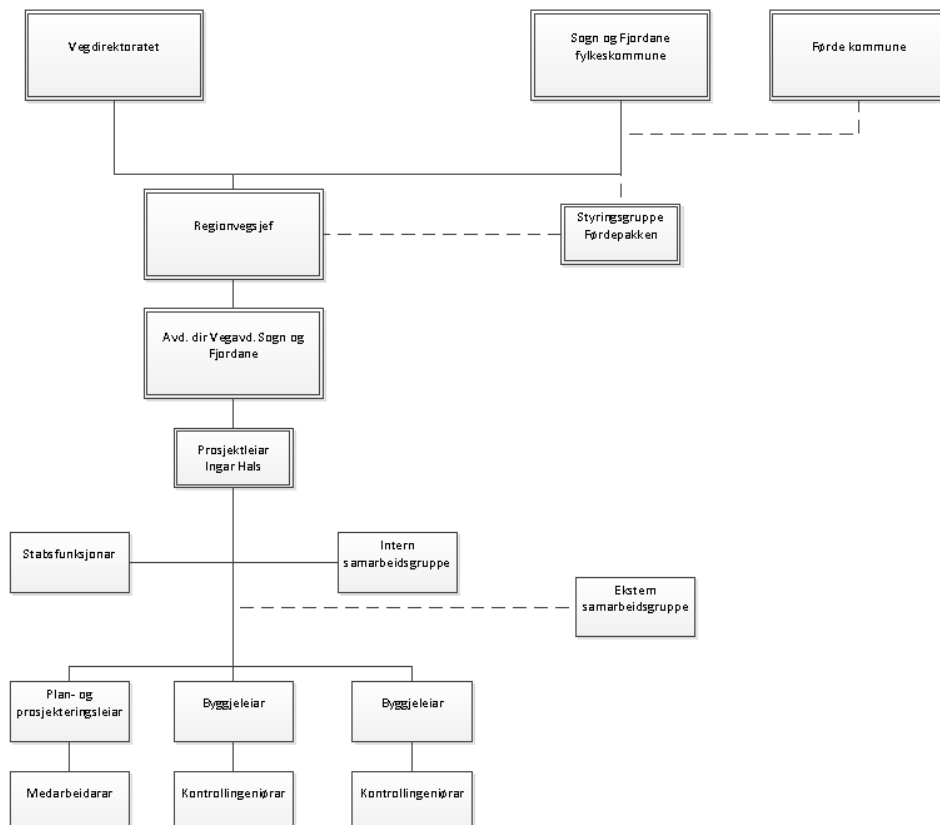 Vegdirektoratet
Sogn og Fjordane
fylkeskommune
Førde kommune
Regionvegsjef
Styringsgruppe
Førdepakken
Avd. dir Vegavd. Sogn og
Fjordane
Prosjektleiar
Ingar Hals
Stabsfunksjonar
Intern
samarbeidsgruppe
Ekstern
samarbeidsgruppe
Plan- og
prosjekteringsleiar
Byggjeleiar
Byggjeleiar
Medarbeidarar
Kontrollingeniørar
Kontrollingeniørar